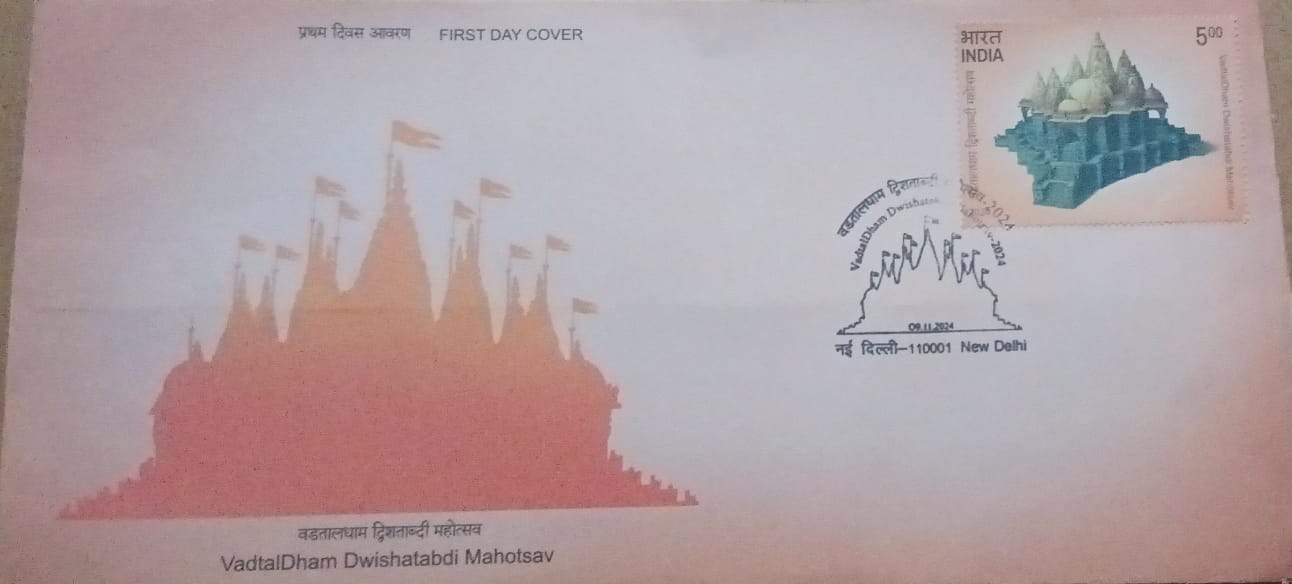 प्रथम दिवस आवरण FIRST DAY COVER
भारत
INDIA
5.00
VadtalDham Dwishatabdi Mahotsav
वडतालधाम द्विशताब्दी
-2024
VadtalDham Dwishatab
-2024
09.11.2024
नई दिल्ली-110001 New Delhi
वडतालधाम द्विशताब्दी महोत्सव
VadtalDham Dwishatabdi Mahotsav